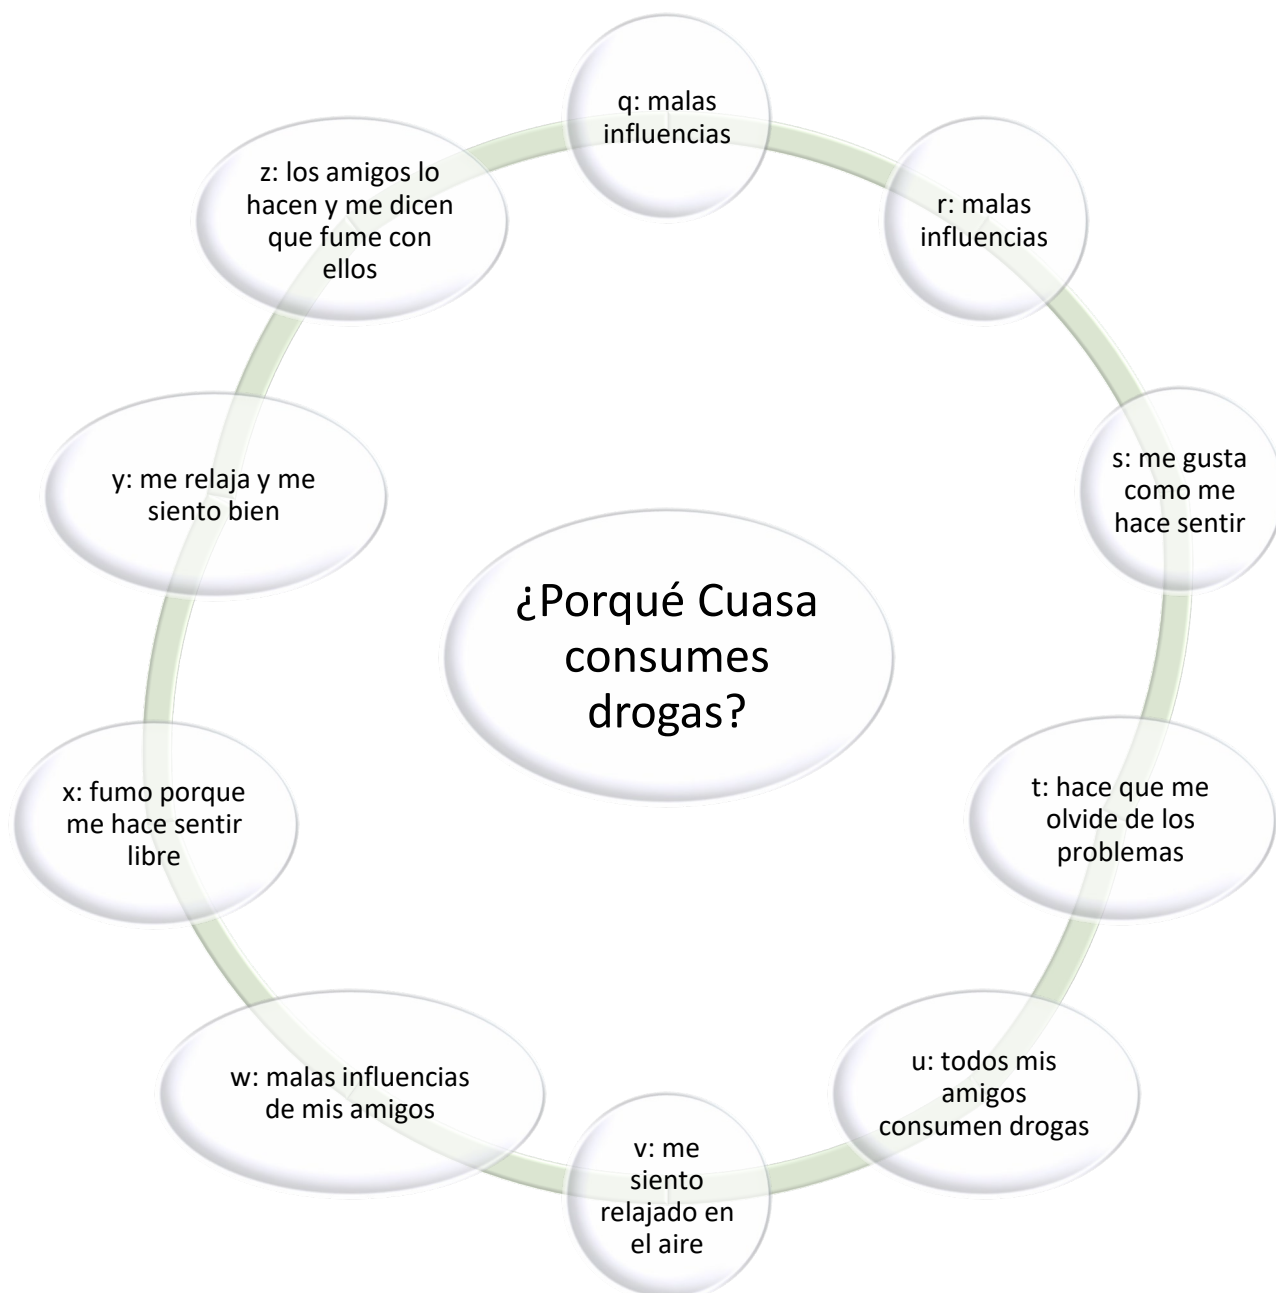 q: malas
influencias
r: malas
influencias
s: me gusta
como me
hace sentir
t: hace que me
olvide de los
problemas
u: todos mis
amigos
consumen drogas
v: me
siento
relajado en
el aire
w: malas influencias
de mis amigos
x: fumo porque
me hace sentir
libre
y: me relaja y me
siento bien
z: los amigos lo
hacen y me dicen
que fume con
ellos
¿Porqué Cuasa
consumes
drogas?